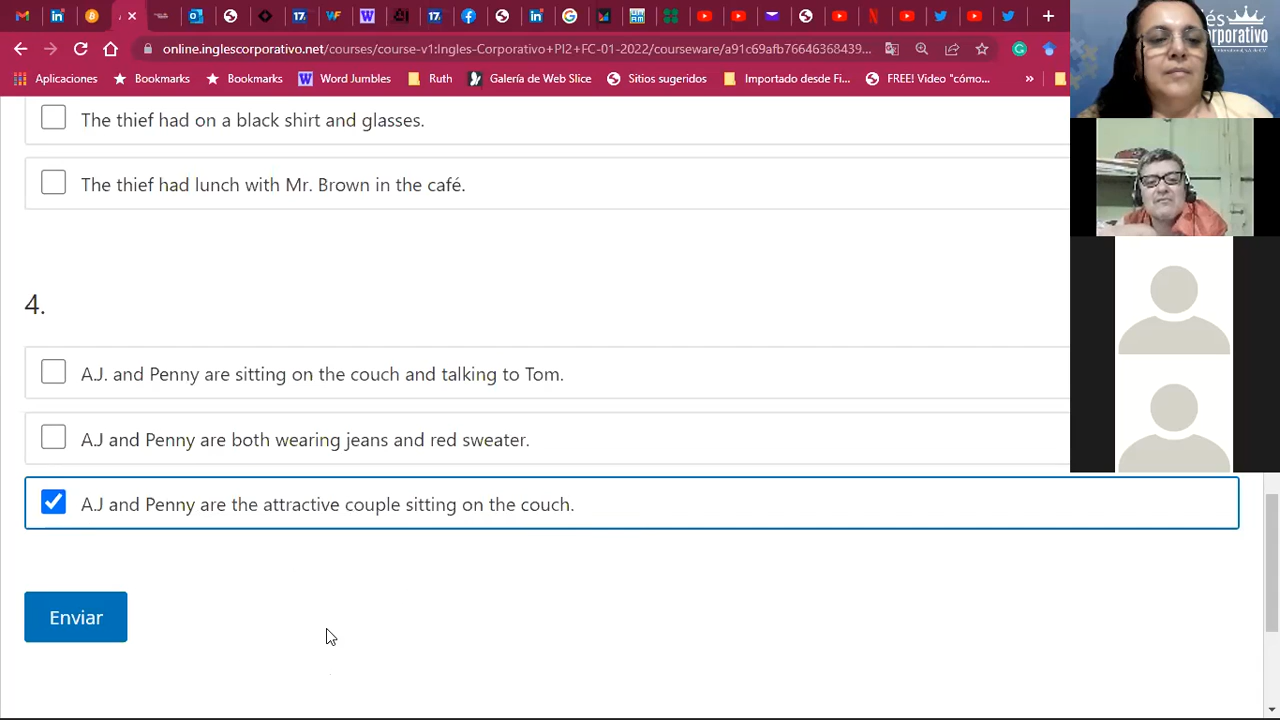 online.inglescorporativo.net/courses/course-v1:Ingles-Corporativo+PI2+FC-01-2022/courseware/a91c69afb76646368439...
Aplicaciones Bookmarks Bookmarks Word Jumbles Ruth Galería de Web Slice Sitios sugeridos Importado desde Fi... FREE! Video "cómo... »
The thief had on a black shirt and glasses.
The thief had lunch with Mr. Brown in the café.
4.
A.J. and Penny are sitting on the couch and talking to Tom.
A.J and Penny are both wearing jeans and red sweater.
A.J and Penny are the attractive couple sitting on the couch.
Enviar